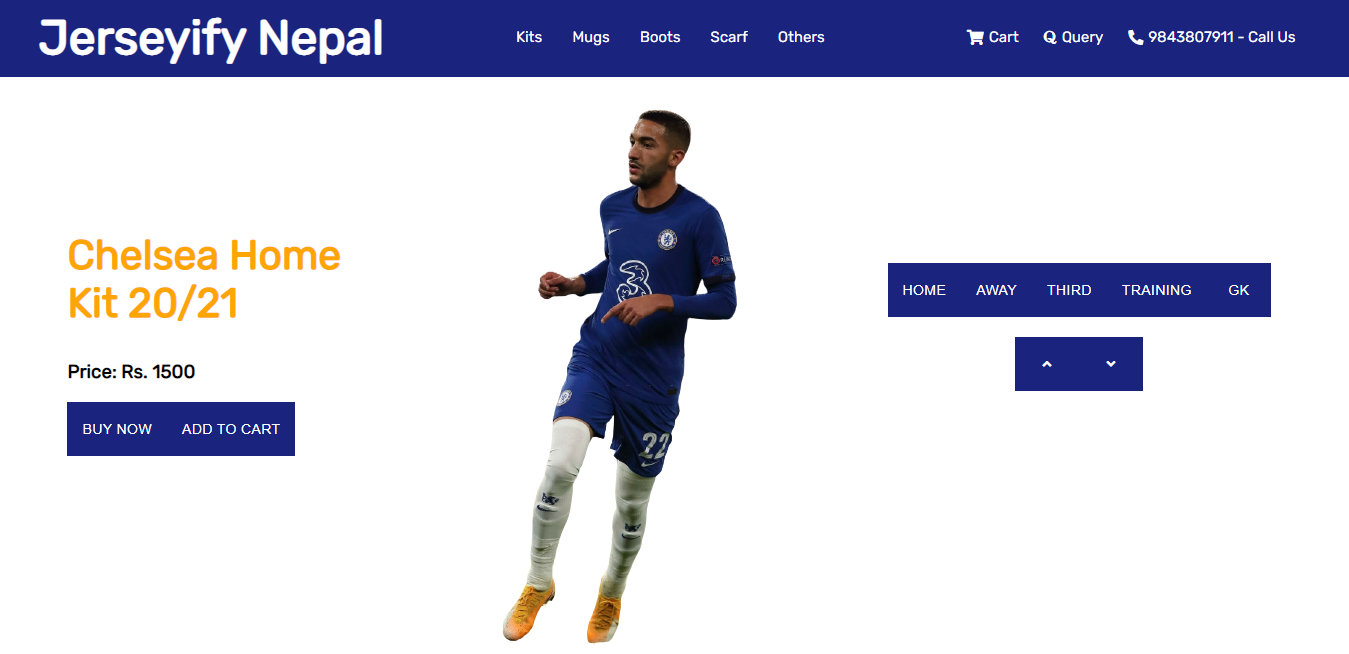 Jerseyify Nepal
Kits Mugs Boots Scarf Others
Cart Query 9843807911 - Call Us
Chelsea Home
Kit 20/21
Price: Rs. 1500
BUY NOW ADD TO CART
3
22
HOME AWAY THIRD TRAINING GK